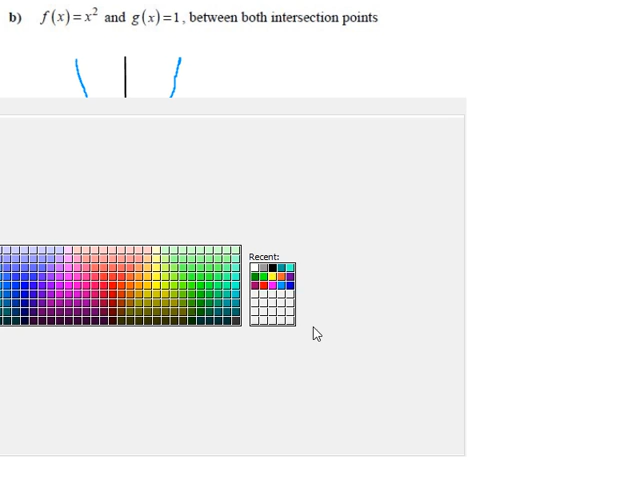 b) f(x)=x² and g(x)=1, between both intersection points
Recent: